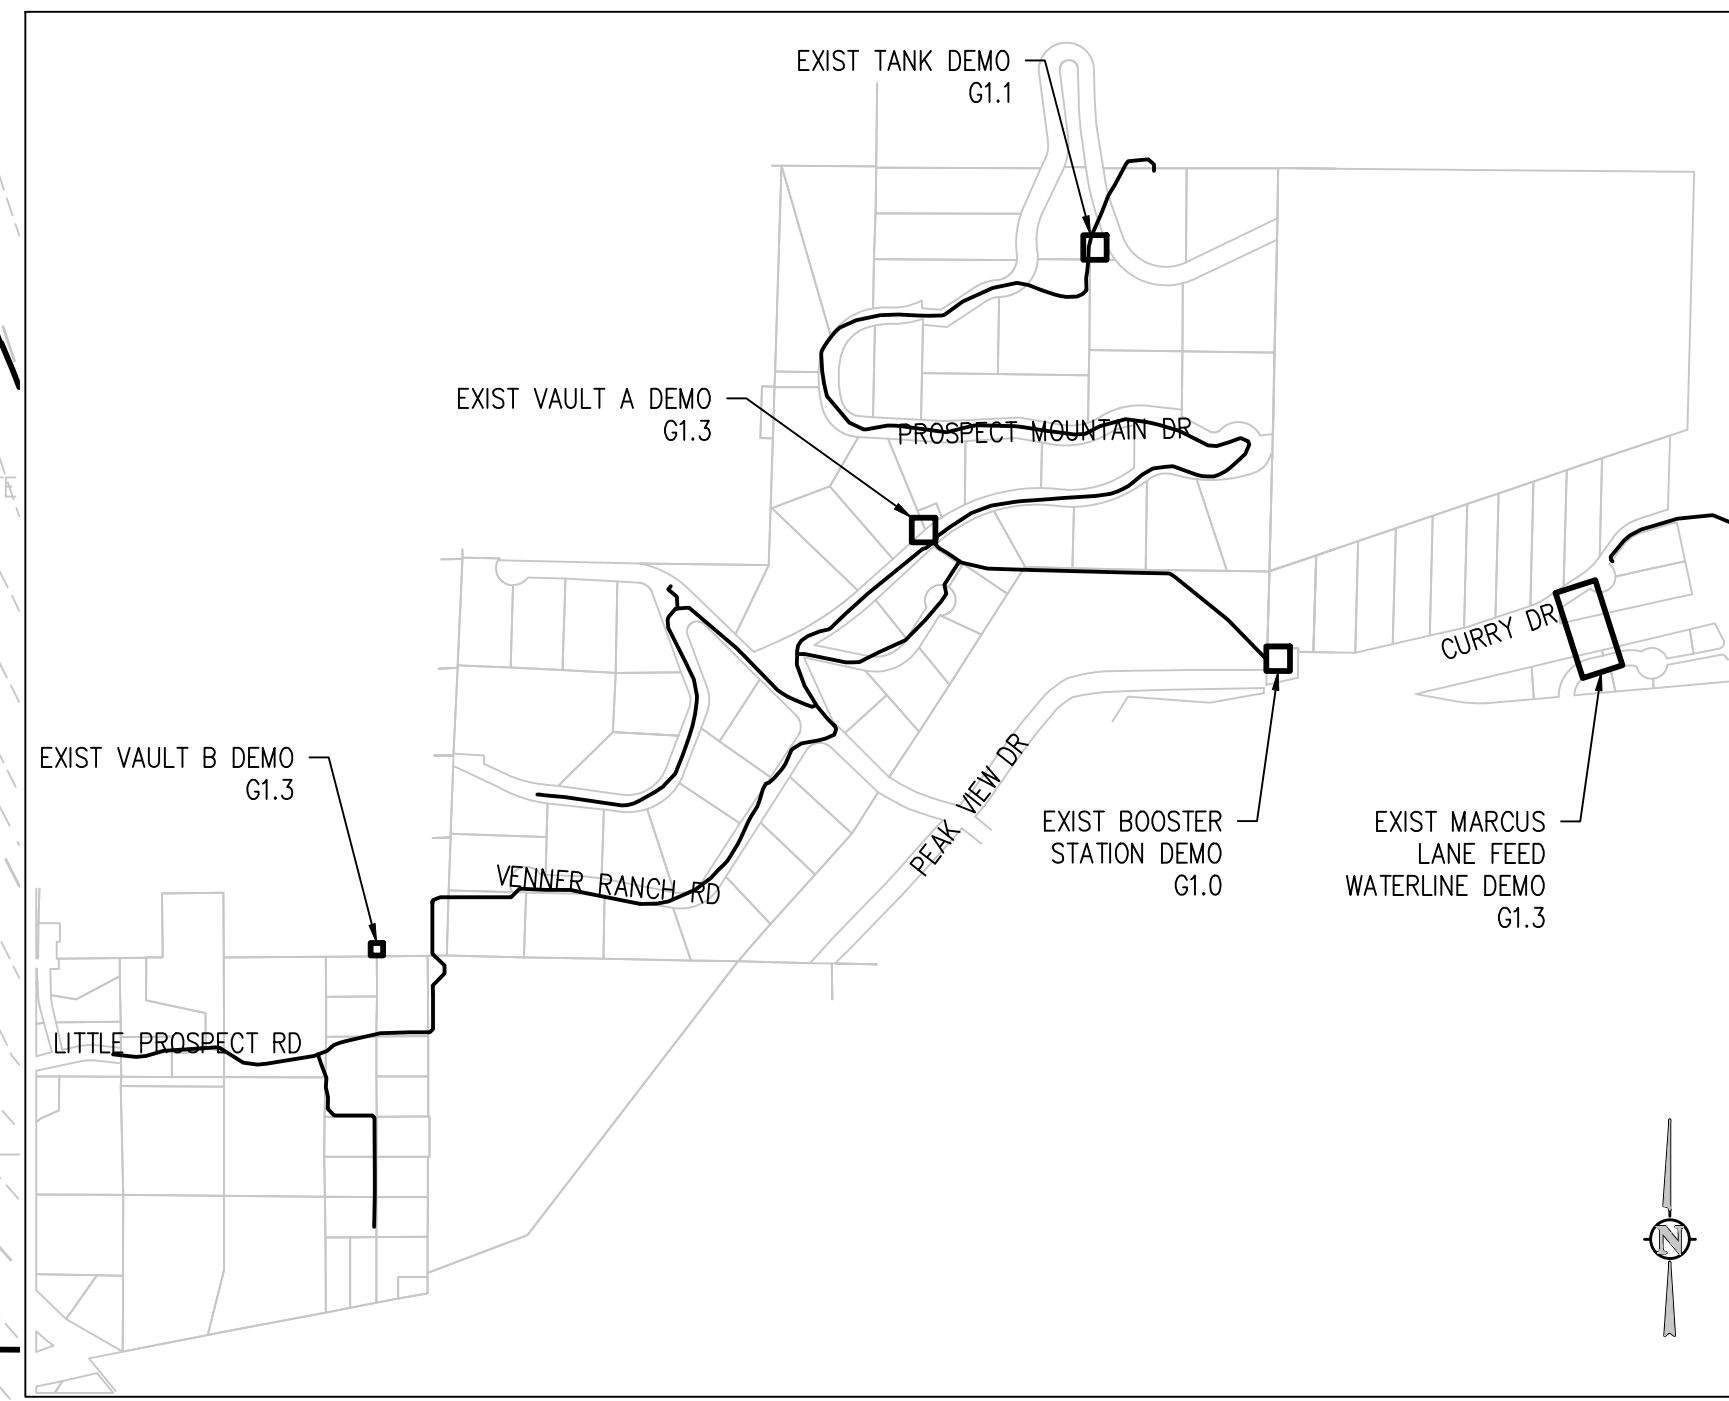 EXIST TANK DEMO
G1.1
EXIST VAULT A DEMO
G1.3
PROSPECT MOUNTAIN DR
CURRY DR
EXIST VAULT B DEMO
G1.3
PEAK VIEW DR
EXIST BOOSTER
STATION DEMO
G1.0
EXIST MARCUS
LANE FEED
WATERLINE DEMO
G1.3
VENNER RANCH RD
LITTLE PROSPECT RD
N